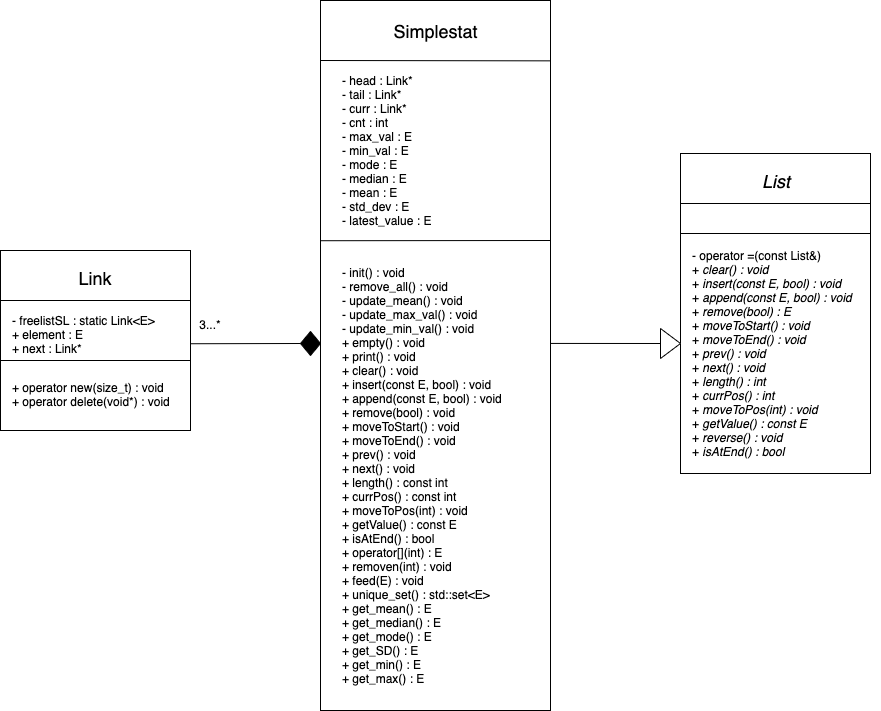 Simplestat
- head : Link*
- tail : Link*
- curr : Link*
- cnt : int
- max_val : E
- min_val : E
- mode : E
- median : E
- mean : E
- std_dev : E
- latest_value : E
- init() : void
- remove_all() : void
- update_mean() : void
- update_max_val() : void
- update_min_val() : void
+ empty() : void
+ print() : void
+ clear() : void
+ insert(const E, bool) : void
+ append(const E, bool) : void
+ remove(bool) : void
+ moveToStart() : void
+ moveToEnd() : void
+ prev() : void
+ next() : void
+ length() : const int
+ currPos() : const int
+ moveToPos(int) : void
+ getValue() : const E
+ isAtEnd() : bool
+ operator[](int) : E
+ removen(int) : void
+ feed(E) : void
+ unique_set() : std::set<E>
+ get_mean() : E
+ get_median() : E
+ get_mode() : E
+ get_SD() : E
+ get_min() : E
+ get_max() : E
Link
- freelistSL : static Link<E>
+ element : E
+ next : Link*
+ operator new(size_t) : void
+ operator delete(void*) : void
3...*
List
- operator =(const List&)
+ clear() : void
+ insert(const E, bool) : void
+ append(const E, bool) : void
+ remove(bool) : E
+ moveToStart() : void
+ moveToEnd() : void
+ prev() : void
+ next() : void
+ length() : int
+ currPos() : int
+ moveToPos(int) : void
+ getValue() : const E
+ reverse() : void
+ isAtEnd() : bool